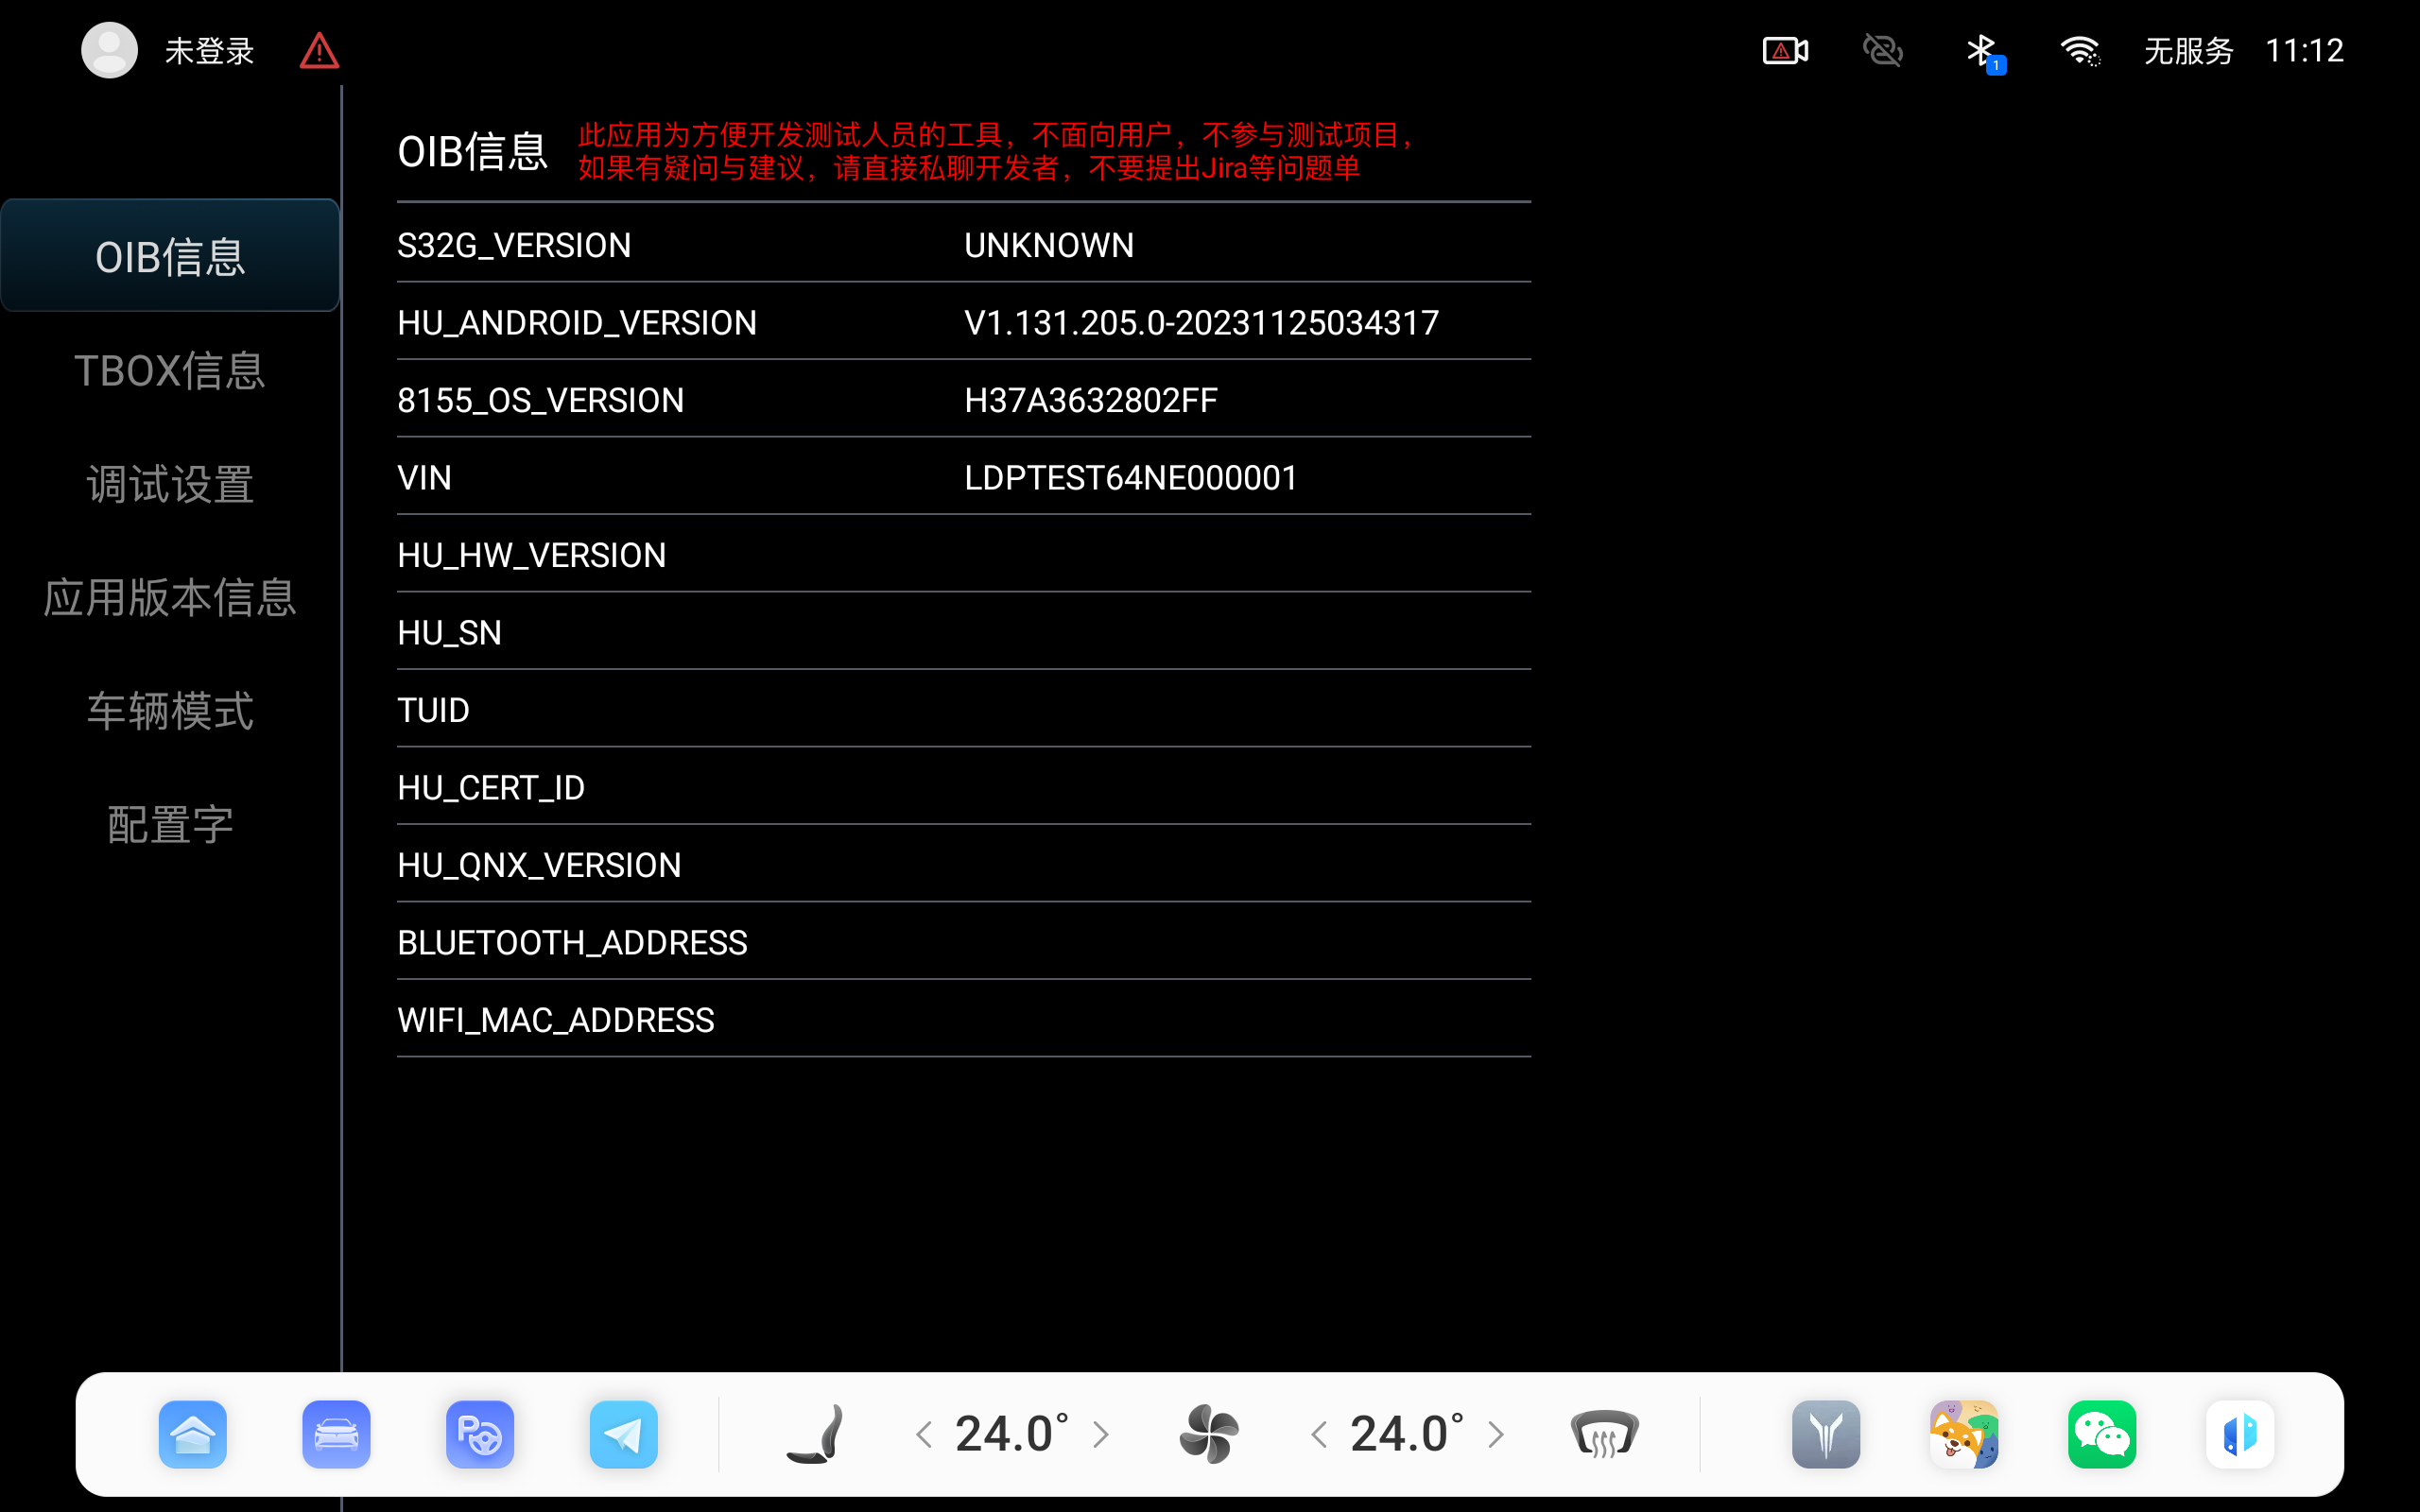 未登录
1
无服务
11:12
OIB信息
此应用为方便开发测试人员的工具，不面向用户，不参与测试项目，
如果有疑问与建议，请直接私聊开发者，不要提出Jira等问题单
OIB信息
TBOX信息
调试设置
应用版本信息
车辆模式
配置字
S32G_VERSION UNKNOWN
HU_ANDROID_VERSION V1.131.205.0-20231125034317
8155_OS_VERSION H37A3632802FF
VIN LDPTEST64NE000001
HU_HW_VERSION
HU_SN
TUID
HU_CERT_ID
HU_QNX_VERSION
BLUETOOTH_ADDRESS
WIFI_MAC_ADDRESS
P
24.0°
24.0°